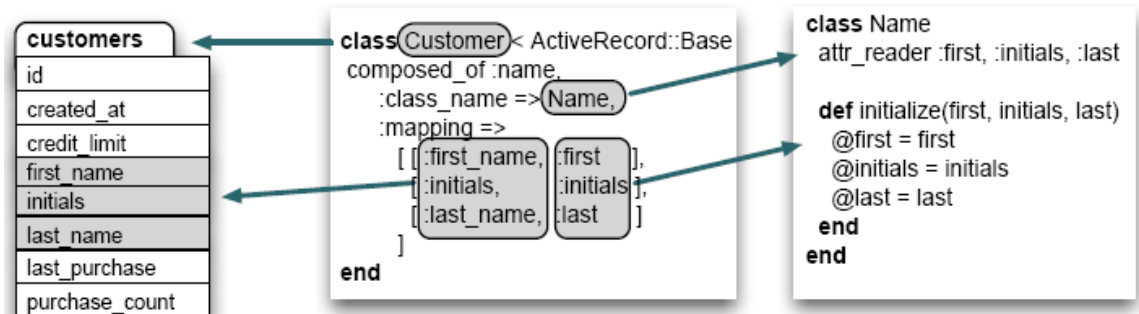 customers
id
created_at
credit_limit
first_name
initials
last_name
last_purchase
purchase_count
class Customer < ActiveRecord::Base
composed_of :name,
:class_name => Name,
:mapping =>
[ [ :first_name, :first ],
[ :initials, :initials ],
[ :last_name, :last ]
]
end
class Name
attr_reader :first, :initials, :last
def initialize(first, initials, last)
@first = first
@initials = initials
@last = last
end
end